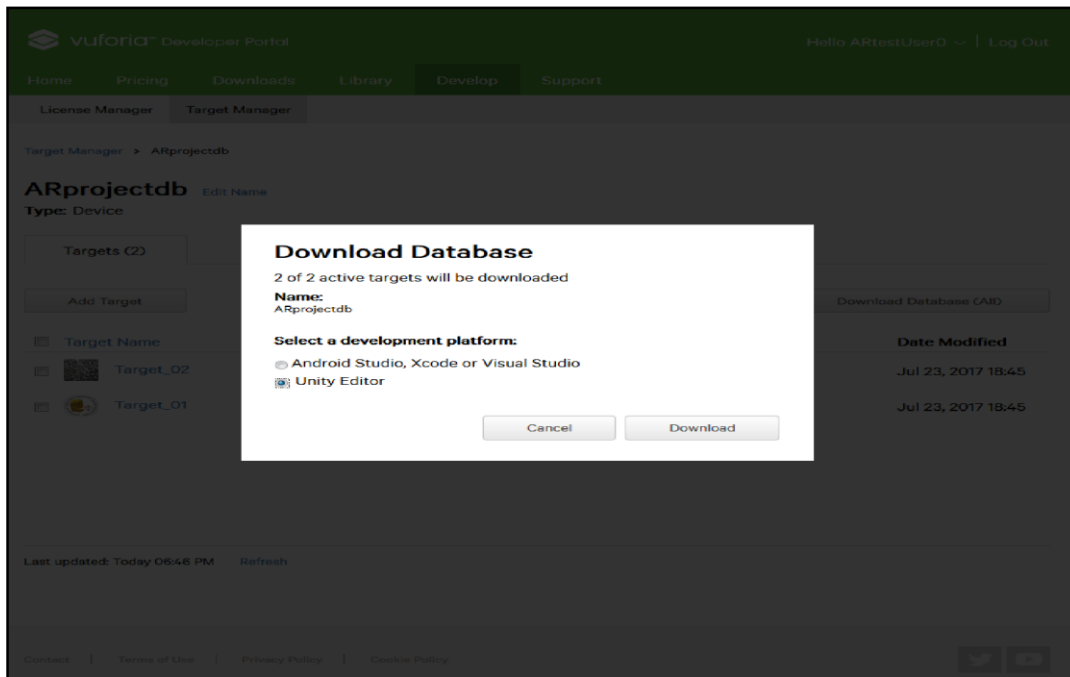 vuforia™ Developer Portal
Hello ARtestUser0 | Log Out
Home Pricing Downloads Library Develop Support
License Manager Target Manager
Target Manager > ARprojectdb
ARprojectdb Edit Name
Type: Device
Targets (2)
Add Target
Download Database (All)
Target Name
Date Modified
Target_02
Jul 23, 2017 18:45
Target_01
Jul 23, 2017 18:45
Download Database
2 of 2 active targets will be downloaded
Name:
ARprojectdb
Select a development platform:
Android Studio, Xcode or Visual Studio
Unity Editor
Cancel Download
Last updated: Today 06:46 PM Refresh
Contact | Terms of Use | Privacy Policy | Cookie Policy